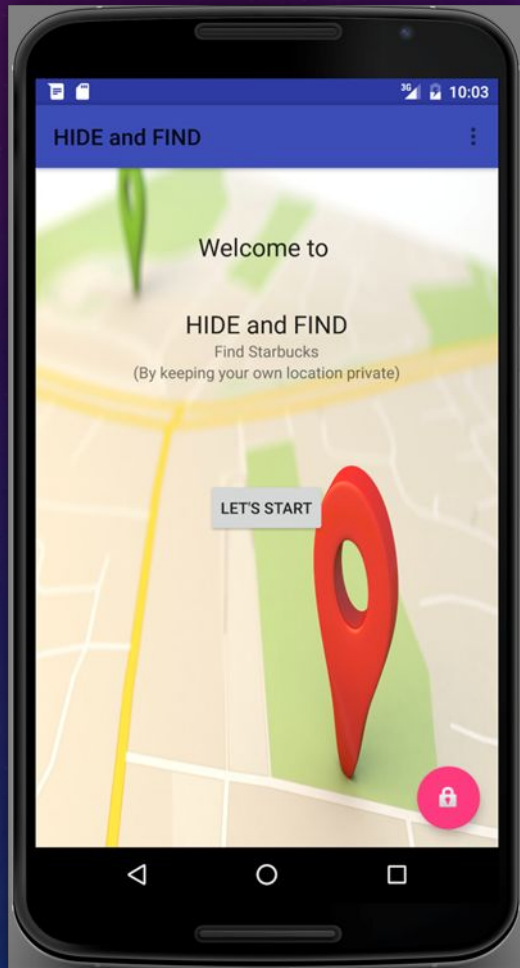 3G 10:03
HIDE and FIND
Welcome to
HIDE and FIND
Find Starbucks
(By keeping your own location private)
LET'S START